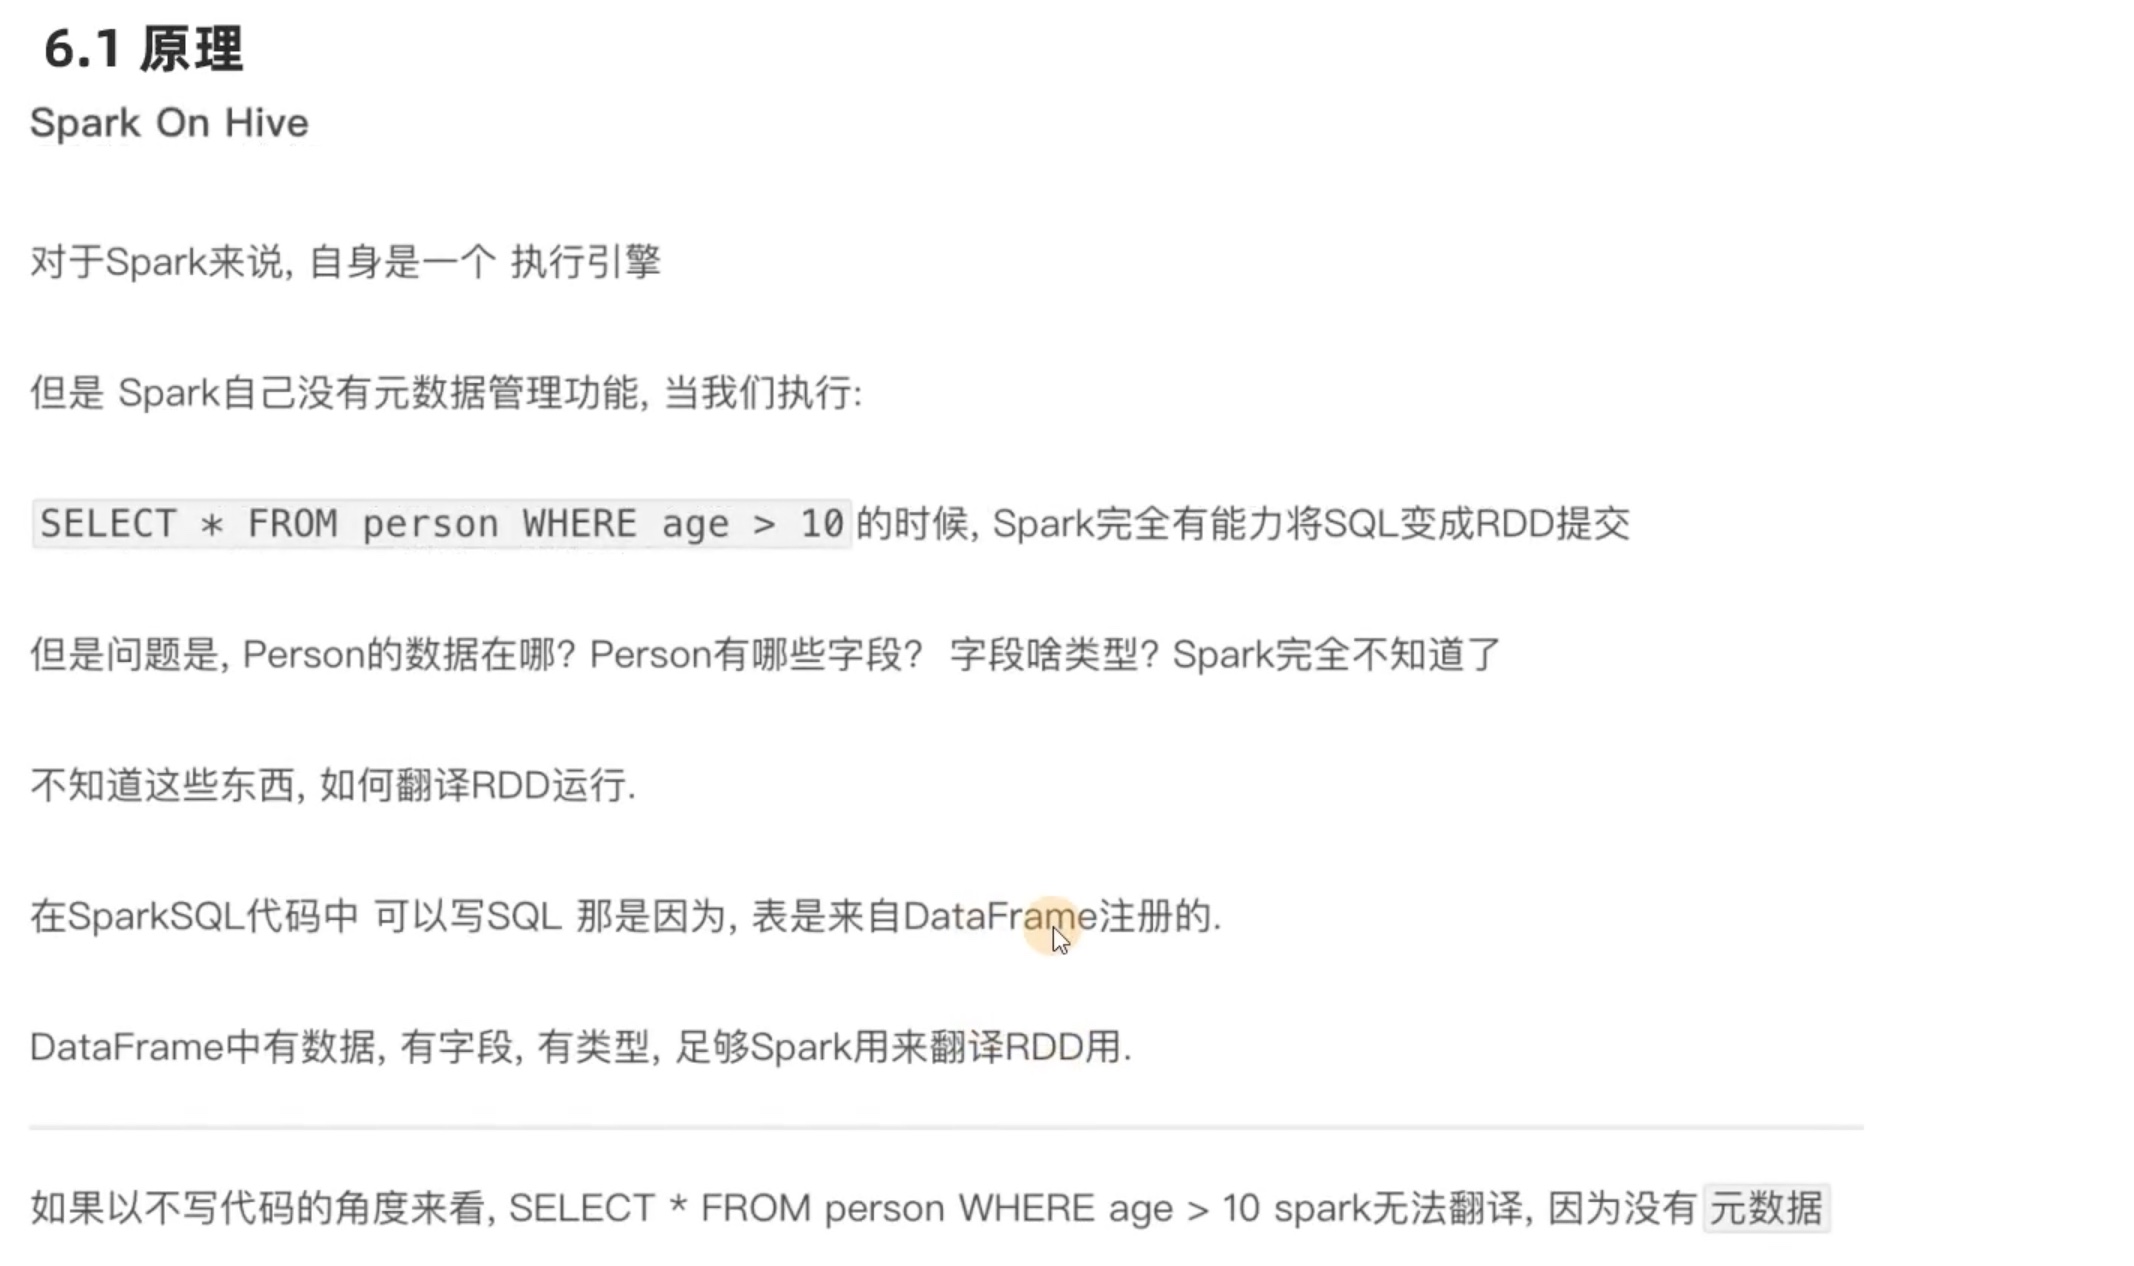 6.1 原理
Spark On Hive
对于Spark来说, 自身是一个 执行引擎
但是 Spark自己没有元数据管理功能, 当我们执行:
SELECT * FROM person WHERE age > 10 的时候, Spark完全有能力将SQL变成RDD提交
但是问题是, Person的数据在哪? Person有哪些字段? 字段啥类型? Spark完全不知道了
不知道这些东西, 如何翻译RDD运行.
在SparkSQL代码中 可以写SQL 那是因为, 表是来自DataFrame注册的.
DataFrame中有数据, 有字段, 有类型, 足够Spark用来翻译RDD用.
如果以不写代码的角度来看, SELECT * FROM person WHERE age > 10 spark无法翻译, 因为没有 元数据